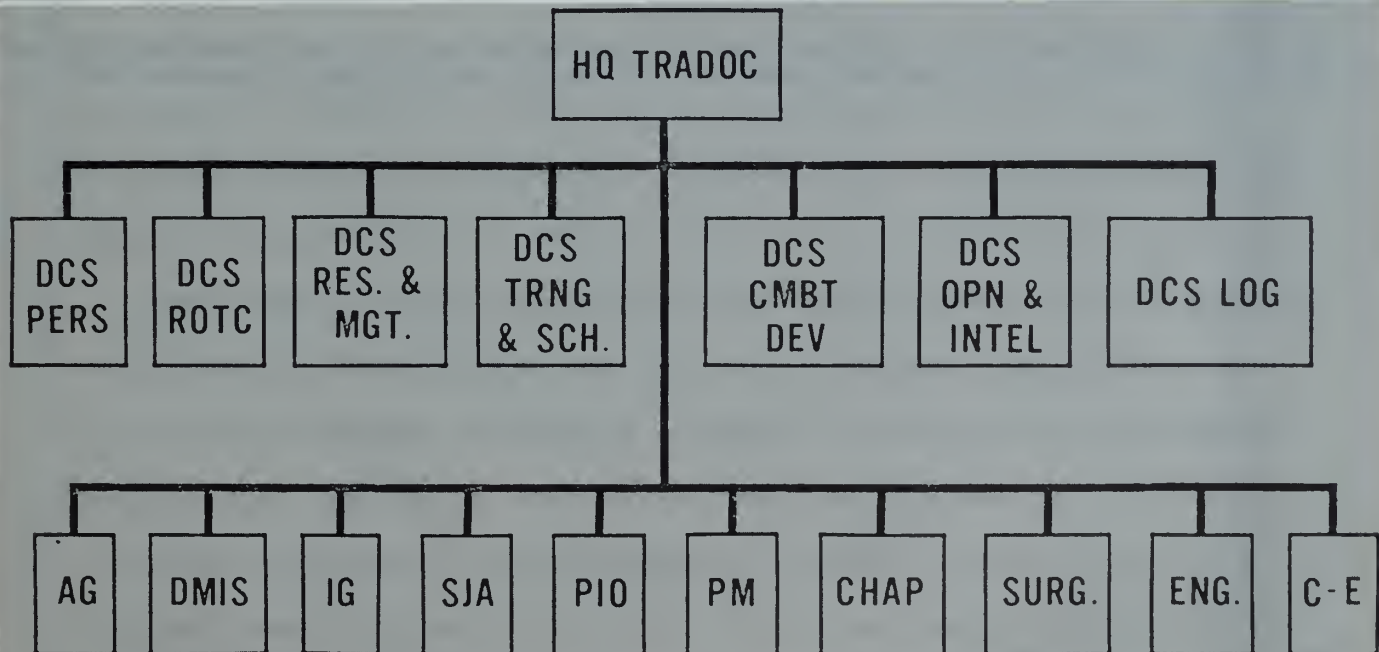 HQ TRADOC
DCS
PERS
DCS
ROTC
DCS
RES. &
MGT.
DCS
TRNG
& SCH.
DCS
CMBT
DEV
DCS
OPN &
INTEL
DCS LOG
AG
DMIS
IG
SJA
PIO
PM
CHAP
SURG.
ENG.
C-E